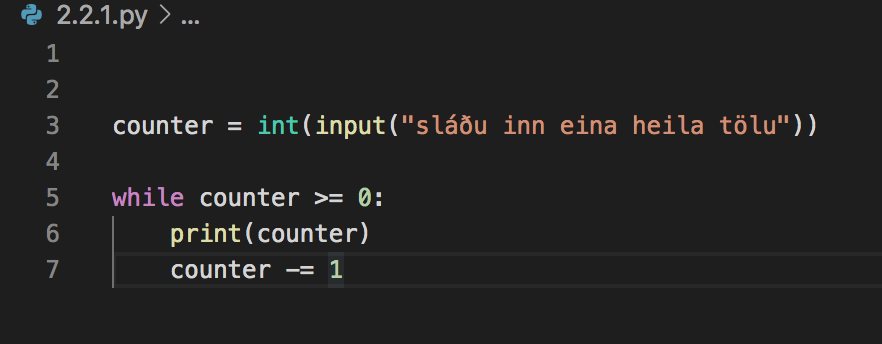 2.2.1.py > ...
1
2
3 counter = int(input("sláðu inn eina heila tölu"))
4
5 while counter >= 0:
6     print(counter)
7     counter -= 1